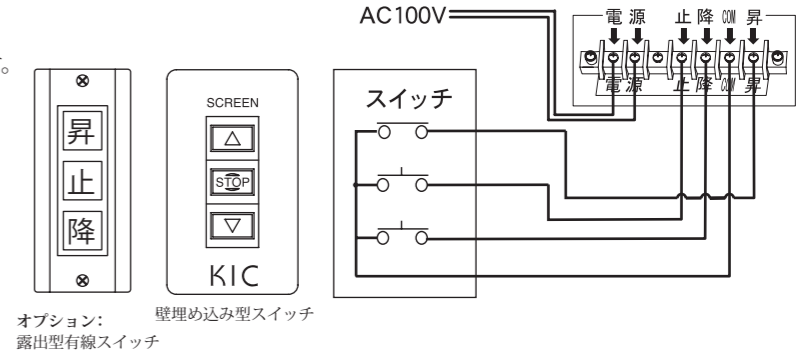 。
AC100V
電源 止 降 COM 昇
電源 止 降 COM 昇
スイッチ
SCREEN
昇
止
降
△
STOP
▽
KIC
オプション：
露出型有線スイッチ
壁埋め込み型スイッチ